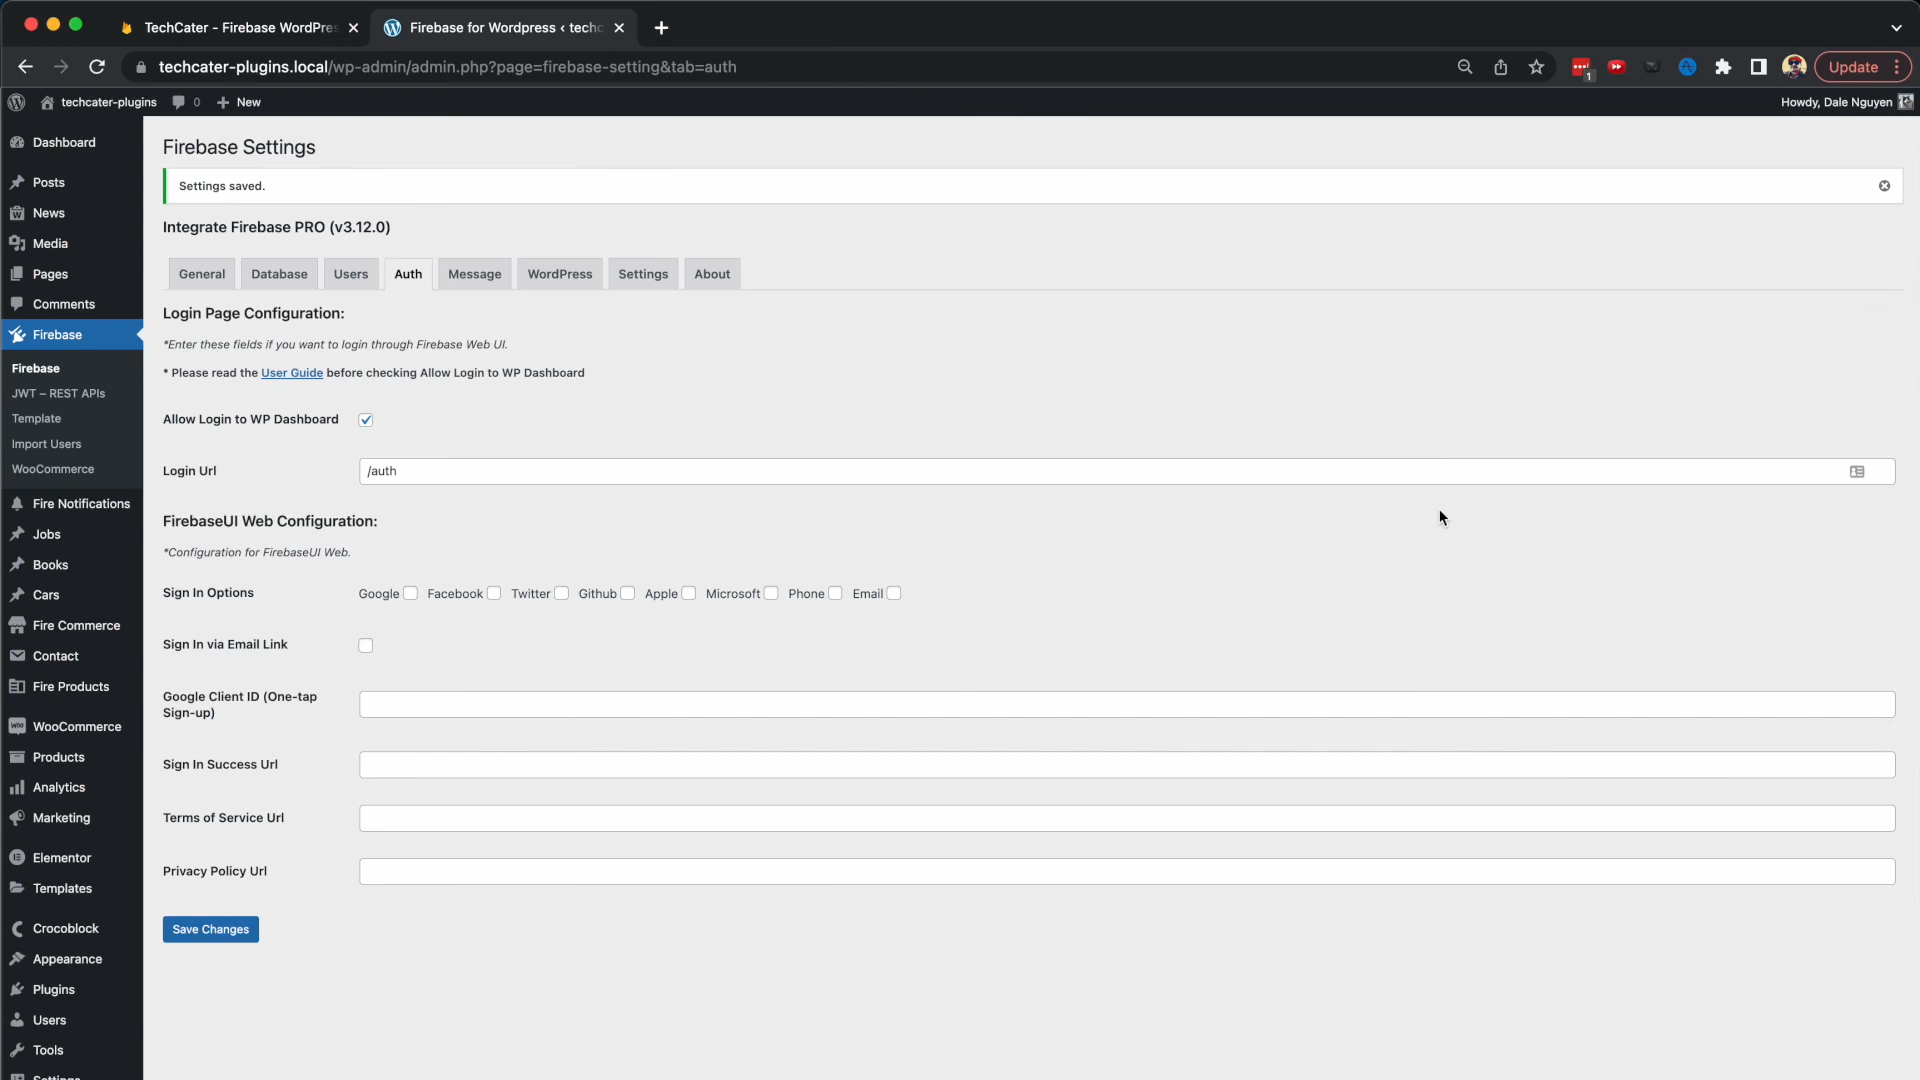 TechCater - Firebase WordPre
Firebase for Wordpress ‹ techc
techcater-plugins.local/wp-admin/admin.php?page=firebase-setting&tab=auth
1
Update
techcater-plugins
0
New
Howdy, Dale Nguyen
Dashboard
Posts
News
Media
Pages
Comments
Firebase
Firebase
JWT – REST APIs
Template
Import Users
WooCommerce
Fire Notifications
Jobs
Books
Cars
Fire Commerce
Contact
Fire Products
WooCommerce
Products
Analytics
Marketing
Elementor
Templates
Crocoblock
Appearance
Plugins
Users
Tools
Settings
Firebase Settings
Settings saved.
Integrate Firebase PRO (v3.12.0)
General Database Users Auth Message WordPress Settings About
Login Page Configuration:
*Enter these fields if you want to login through Firebase Web UI.
* Please read the User Guide before checking Allow Login to WP Dashboard
Allow Login to WP Dashboard
Login Url
/auth
FirebaseUI Web Configuration:
*Configuration for FirebaseUI Web.
Sign In Options
Google Facebook Twitter Github Apple Microsoft Phone Email
Sign In via Email Link
Google Client ID (One-tap
Sign-up)
Sign In Success Url
Terms of Service Url
Privacy Policy Url
Save Changes